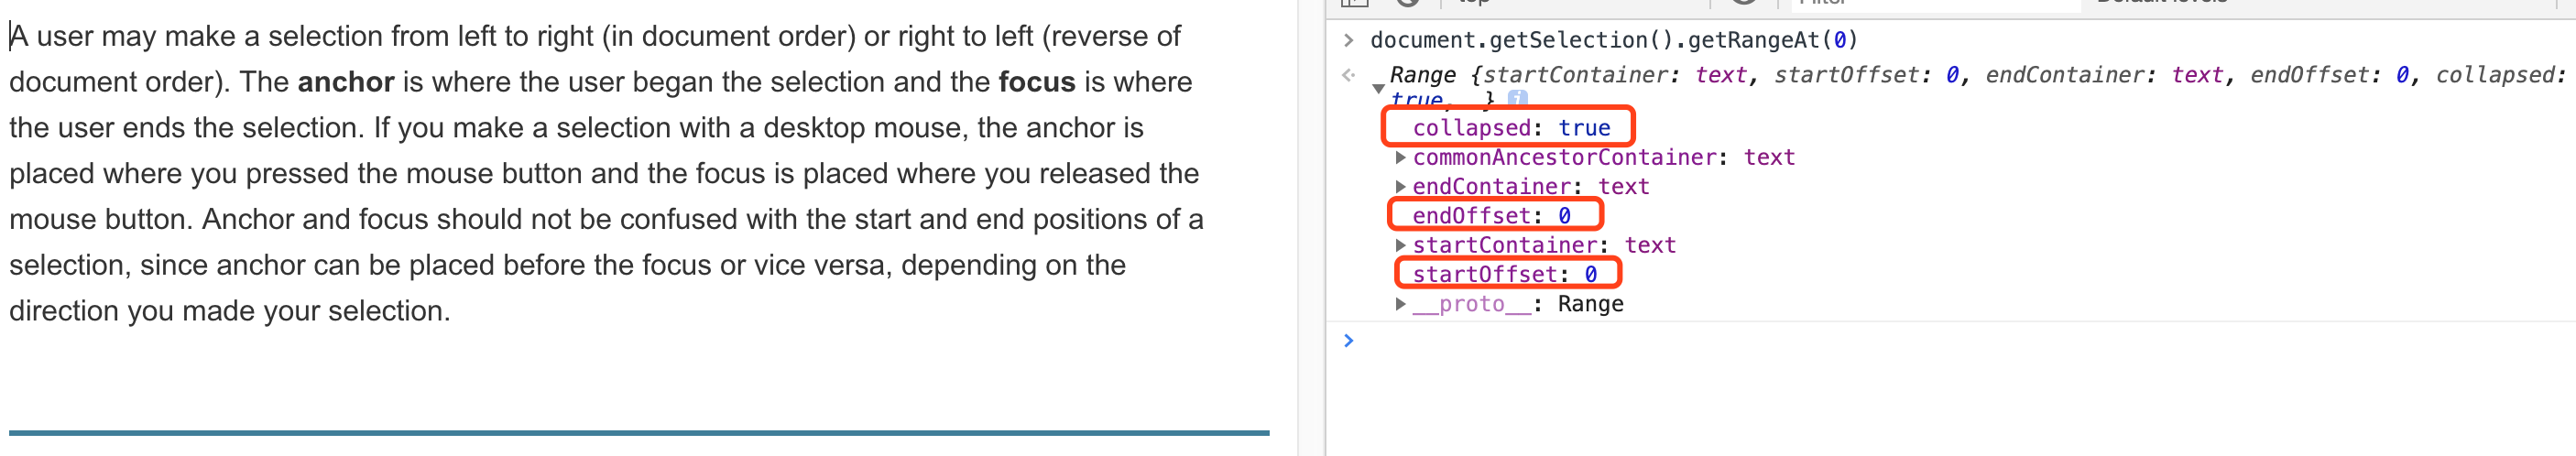 A user may make a selection from left to right (in document order) or right to left (reverse of
document order). The anchor is where the user began the selection and the focus is where
the user ends the selection. If you make a selection with a desktop mouse, the anchor is
placed where you pressed the mouse button and the focus is placed where you released the
mouse button. Anchor and focus should not be confused with the start and end positions of a
selection, since anchor can be placed before the focus or vice versa, depending on the
direction you made your selection.
top Filter Default levels
document.getSelection().getRangeAt(0)
Range {startContainer: text, startOffset: 0, endContainer: text, endOffset: 0, collapsed:
true, }
collapsed: true
commonAncestorContainer: text
endContainer: text
endOffset: 0
startContainer: text
startOffset: 0
__proto__: Range